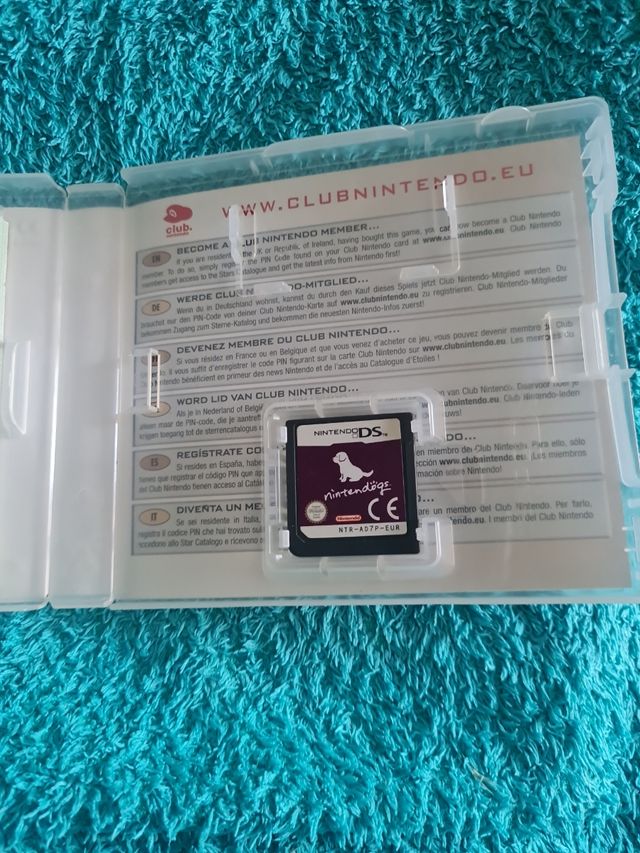 WWW.CLUBNINTENDO.EU
club.
EN
BECOME A CLUB NINTENDO MEMBER...
If you are resident in the UK or Republic of Ireland, having bought this game, you can now become a Club Nintendo
member. To do so, simply register the PIN Code found on your Club Nintendo card at www.clubnintendo.eu. Club Nintendo
members get access to the Stars Catalogue and get the latest info from Nintendo first!
DE
WERDE CLUB NINTENDO-MITGLIED...
Wenn du in Deutschland wohnst, kannst du durch den Kauf dieses Spiels jetzt Club Nintendo-Mitglied werden. Du
brauchst nur den PIN-Code von deiner Club Nintendo-Karte auf www.clubnintendo.eu zu registrieren. Club Nintendo-Mitglieder
bekommen Zugang zum Sterne-Katalog und bekommen die neuesten Nintendo-Infos zuerst!
DEVENEZ MEMBRE DU CLUB NINTENDO...
Si vous résidez en France ou en Belgique et que vous venez d'acheter ce jeu, vous pouvez devenir membre du Club
Il vous suffit d'enregistrer le code PIN figurant sur la carte Club Nintendo sur www.clubnintendo.eu. Les membres du
Nintendo bénéficient en primeur des news Nintendo et de l'accès au Catalogue d'Etoiles !
WORD LID VAN CLUB NINTENDO...
Als je in Nederland of België van Club Nintendo. Daarvoor hoef je
alleen maar de PIN-code, die je aantreft .clubnintendo.eu. Club Nintendo-leden
krijgen toegang tot de sterrencatalogus
ES
REGÍSTRATE CO DO...
Si resides en España, habe en miembro del Club Nintendo. Para ello, sólo
tienes que registrar el código PIN que ap ección www.clubnintendo.eu. ¡Les miembros
del Club Nintendo tienen acceso al Catál mación sobre Nintendo!
IT
DIVENTA UN ME O...
Se sei residente in Italia, are un membro del Club Nintendo. Per farlo,
registra il codice PIN che hai trovato sul .clubnintendo.eu. I membri del Club Nintendo
accedono allo Star Catalogo e ricevono
NINTENDO DS™
nintendogs
Nintendo
CE
NTR-AD7P-EUR